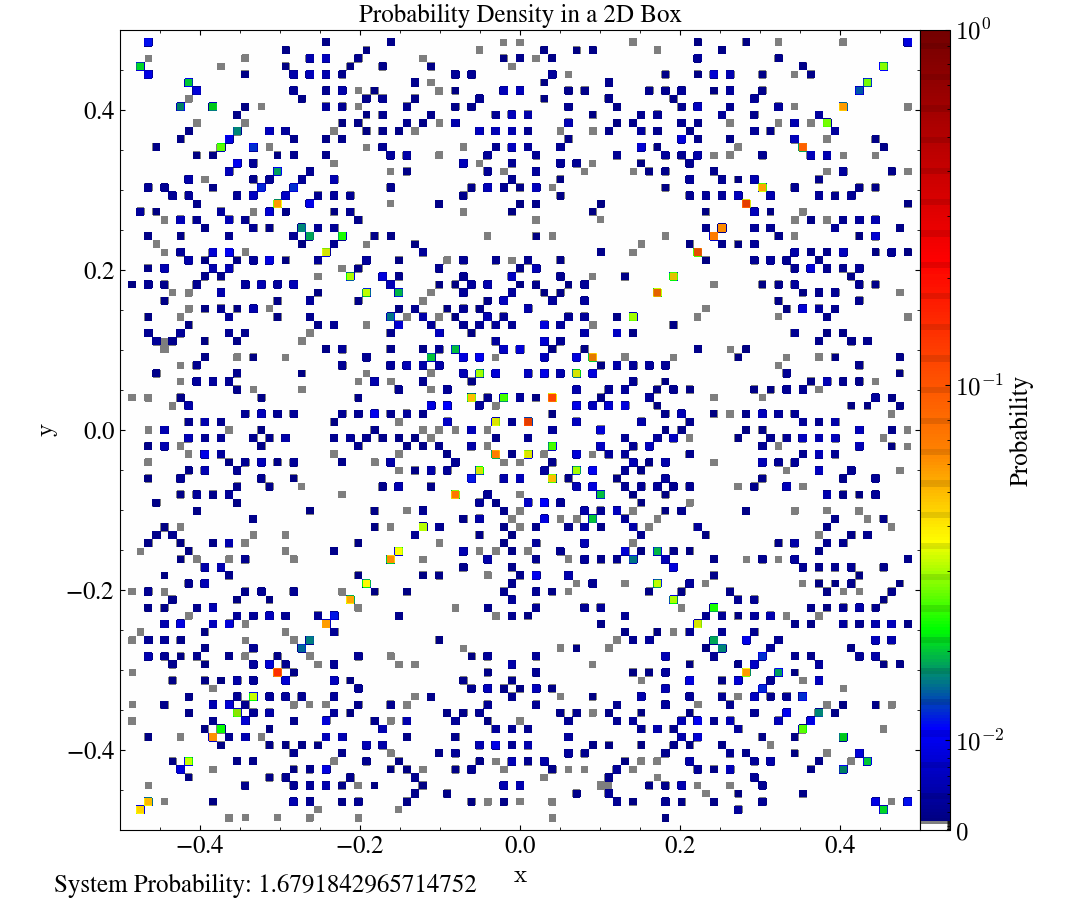 Probability Density in a 2D Box
0.4
0.2
0.0
−0.2
−0.4
y
−0.4 −0.2 0.0 0.2 0.4
x
10^0
10^−1
10^−2
0
Probability
System Probability: 1.6791842965714752